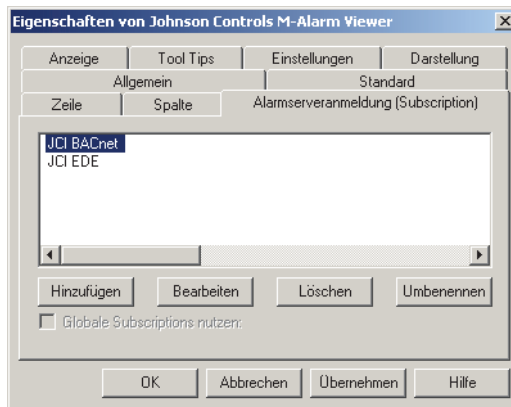 Eigenschaften von Johnson Controls M-Alarm Viewer
Anzeige Tool Tips Einstellungen Darstellung
Allgemein Standard
Zeile Spalte Alarmserveranmeldung (Subscription)
JCI BACnet
JCI EDE
Hinzufügen Bearbeiten Löschen Umbenennen
Globale Subscriptions nutzen:
OK Abbrechen Übernehmen Hilfe